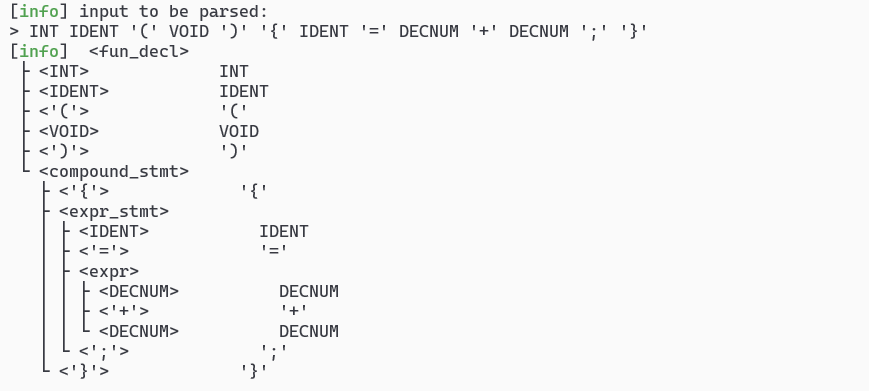 [info] input to be parsed:
> INT IDENT '(' VOID ')' '{' IDENT '=' DECNUM '+' DECNUM ';' '}'
[info]  <fun_decl>
 ├ <INT>             INT
 ├ <IDENT>           IDENT
 ├ <'('>             '('
 ├ <VOID>            VOID
 ├ <')'>             ')'
 └ <compound_stmt>
   ├ <'{'>             '{'
   ├ <expr_stmt>
   │ ├ <IDENT>           IDENT
   │ ├ <'='>             '='
   │ ├ <expr>
   │ │ ├ <DECNUM>          DECNUM
   │ │ ├ <'+'>             '+'
   │ │ └ <DECNUM>          DECNUM
   │ └ <';'>             ';'
   └ <'}'>             '}'